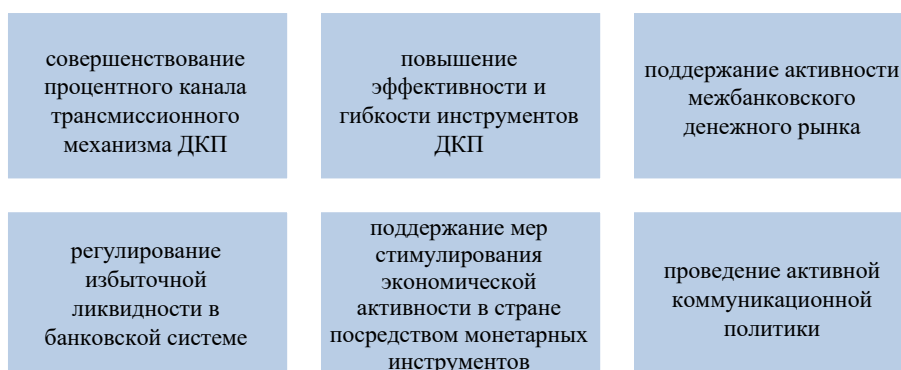 совершенствование
процентного канала
трансмиссионного
механизма ДКП
повышение
эффективности и
гибкости инструментов
ДКП
поддержание активности
межбанковского
денежного рынка
регулирование
избыточной
ликвидности в
банковской системе
поддержание мер
стимулирования
экономической
активности в стране
посредством монетарных
инструментов
проведение активной
коммуникационной
политики